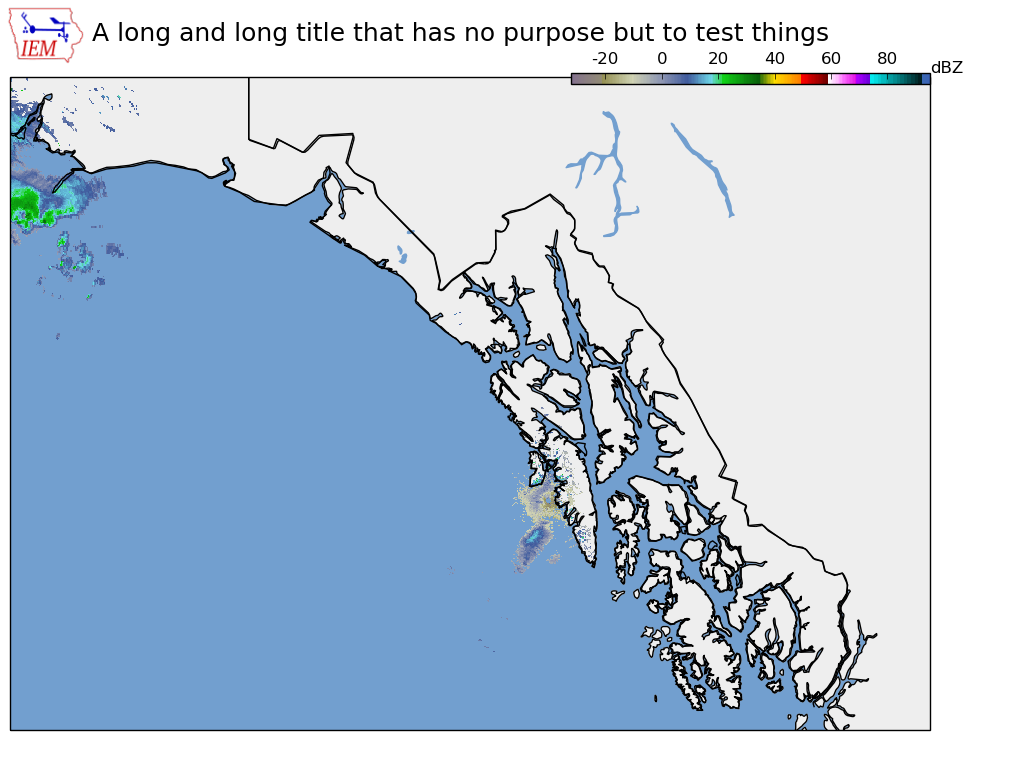 A long and long title that has no purpose but to test things
IEM
-20 0 20 40 60 80 dBZ